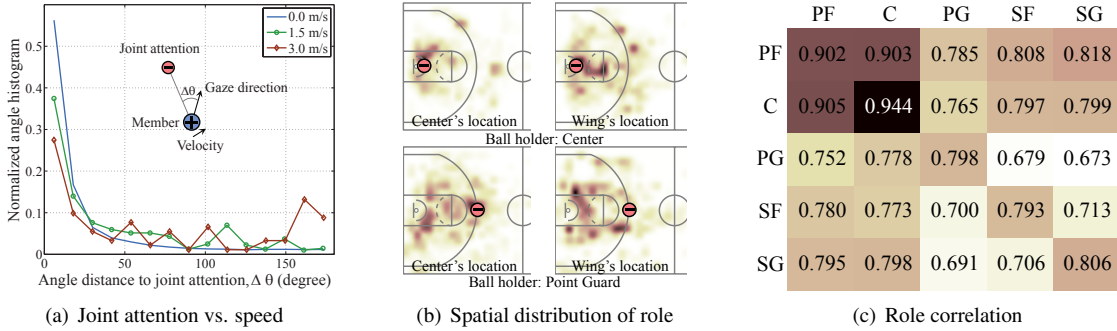 Normalized angle histogram
0.5
0.4
0.3
0.2
0.1
0
0 50 100 150
Angle distance to joint attention, Δ θ (degree)
0.0 m/s
1.5 m/s
3.0 m/s
Joint attention
Δθ
Gaze direction
Member
Velocity
(a) Joint attention vs. speed
Center's location Wing's location
Ball holder: Center
Center's location Wing's location
Ball holder: Point Guard
(b) Spatial distribution of role
PF C PG SF SG
PF 0.902 0.903 0.785 0.808 0.818
C 0.905 0.944 0.765 0.797 0.799
PG 0.752 0.778 0.798 0.679 0.673
SF 0.780 0.773 0.700 0.793 0.713
SG 0.795 0.798 0.691 0.706 0.806
(c) Role correlation